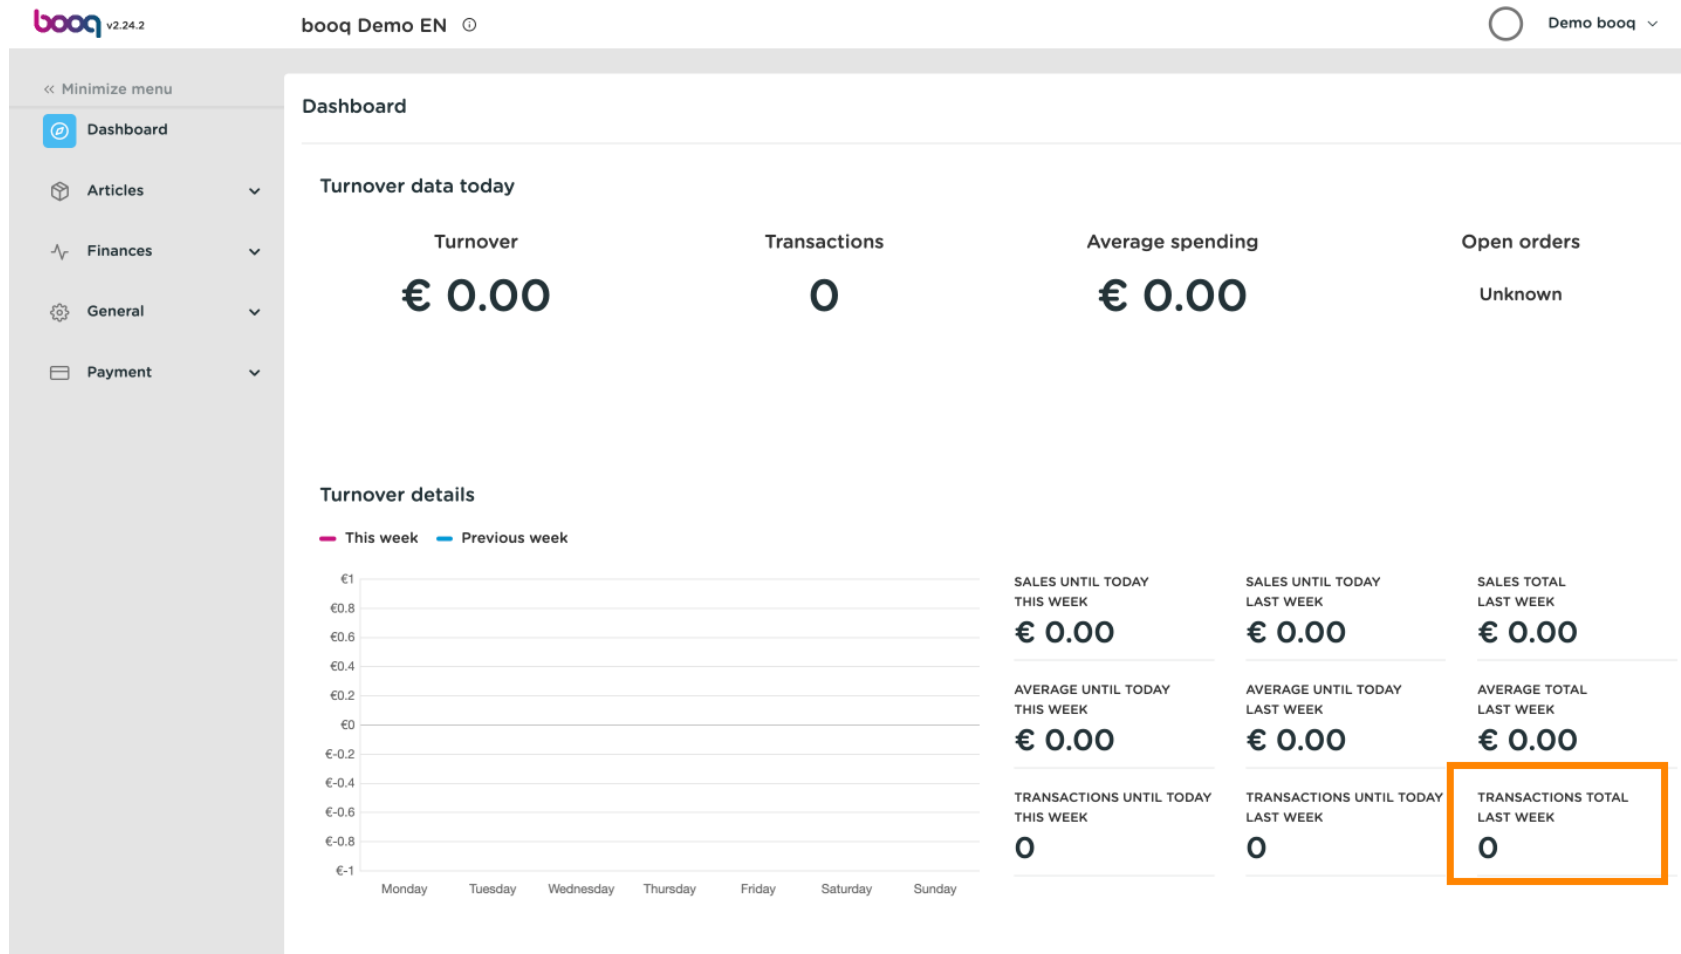 booq v2.24.2
booq Demo EN
Demo booq
« Minimize menu
Dashboard
Articles
Finances
General
Payment
Dashboard
Turnover data today
Turnover
€ 0.00
Transactions
0
Average spending
€ 0.00
Open orders
Unknown
Turnover details
This week
Previous week
€1
€0.8
€0.6
€0.4
€0.2
€0
€-0.2
€-0.4
€-0.6
€-0.8
€-1
Monday Tuesday Wednesday Thursday Friday Saturday Sunday
SALES UNTIL TODAY
THIS WEEK
€ 0.00
SALES UNTIL TODAY
LAST WEEK
€ 0.00
SALES TOTAL
LAST WEEK
€ 0.00
AVERAGE UNTIL TODAY
THIS WEEK
€ 0.00
AVERAGE UNTIL TODAY
LAST WEEK
€ 0.00
AVERAGE TOTAL
LAST WEEK
€ 0.00
TRANSACTIONS UNTIL TODAY
THIS WEEK
0
TRANSACTIONS UNTIL TODAY
LAST WEEK
0
TRANSACTIONS TOTAL
LAST WEEK
0